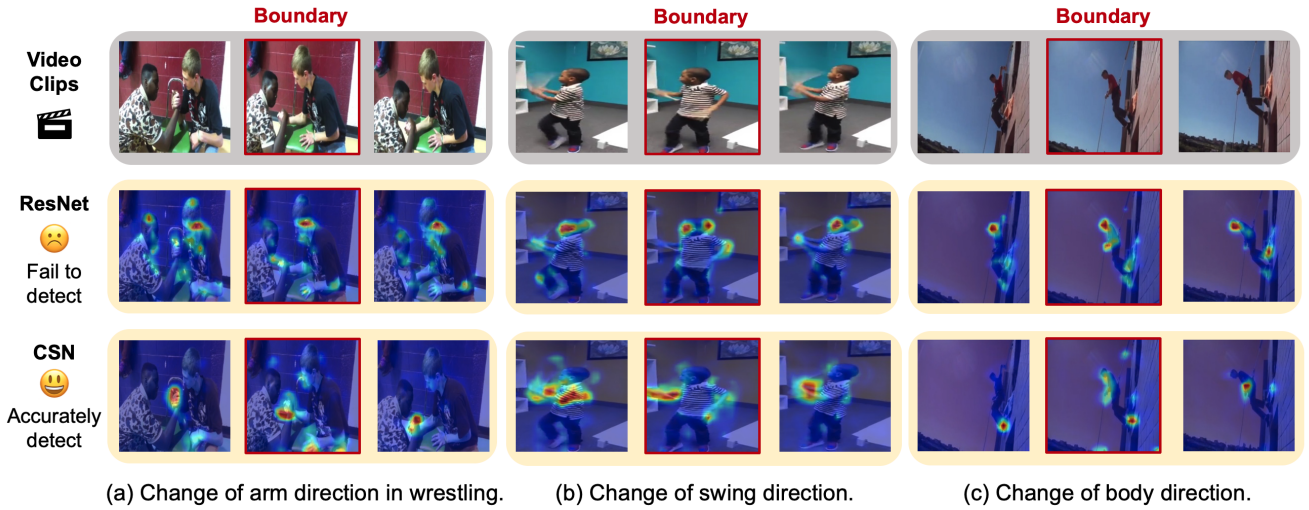 Boundary
Boundary
Boundary
Video
Clips
ResNet
Fail to
detect
CSN
Accurately
detect
(a) Change of arm direction in wrestling.
(b) Change of swing direction.
(c) Change of body direction.